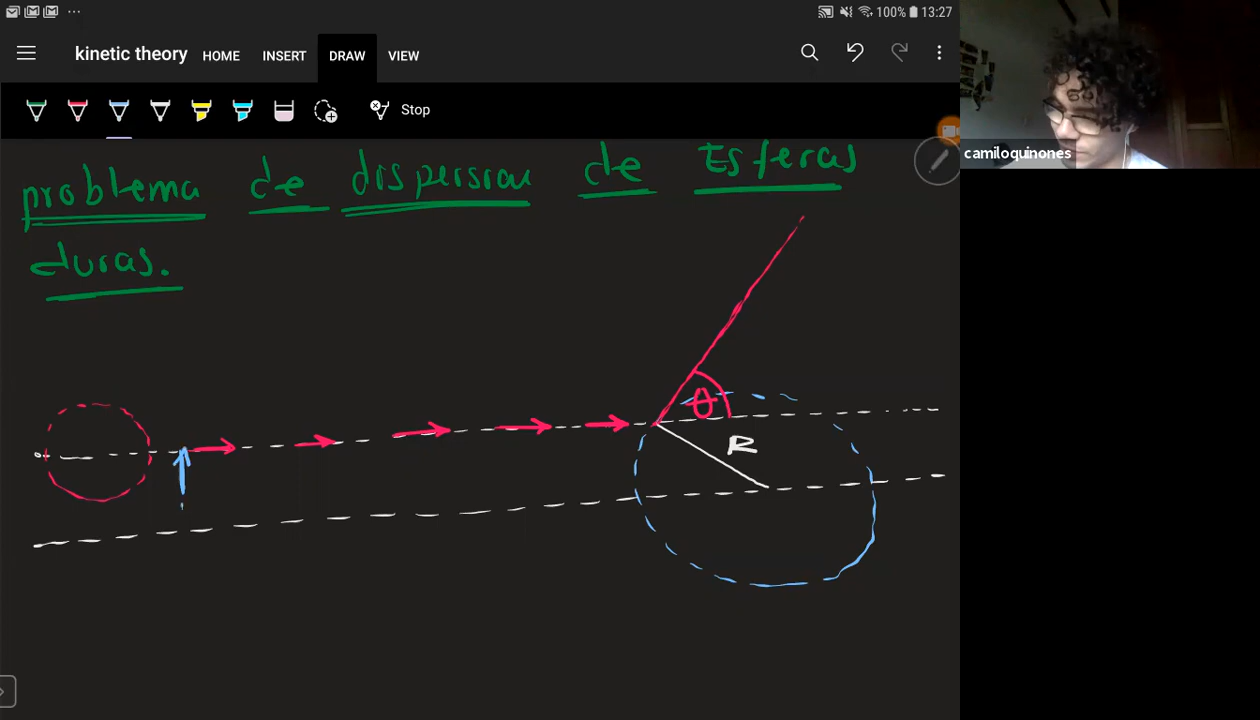 100% 13:27
kinetic theory HOME INSERT DRAW VIEW
Stop
camiloquinones
problema de dispersion de Esferas
duras.
θ
R